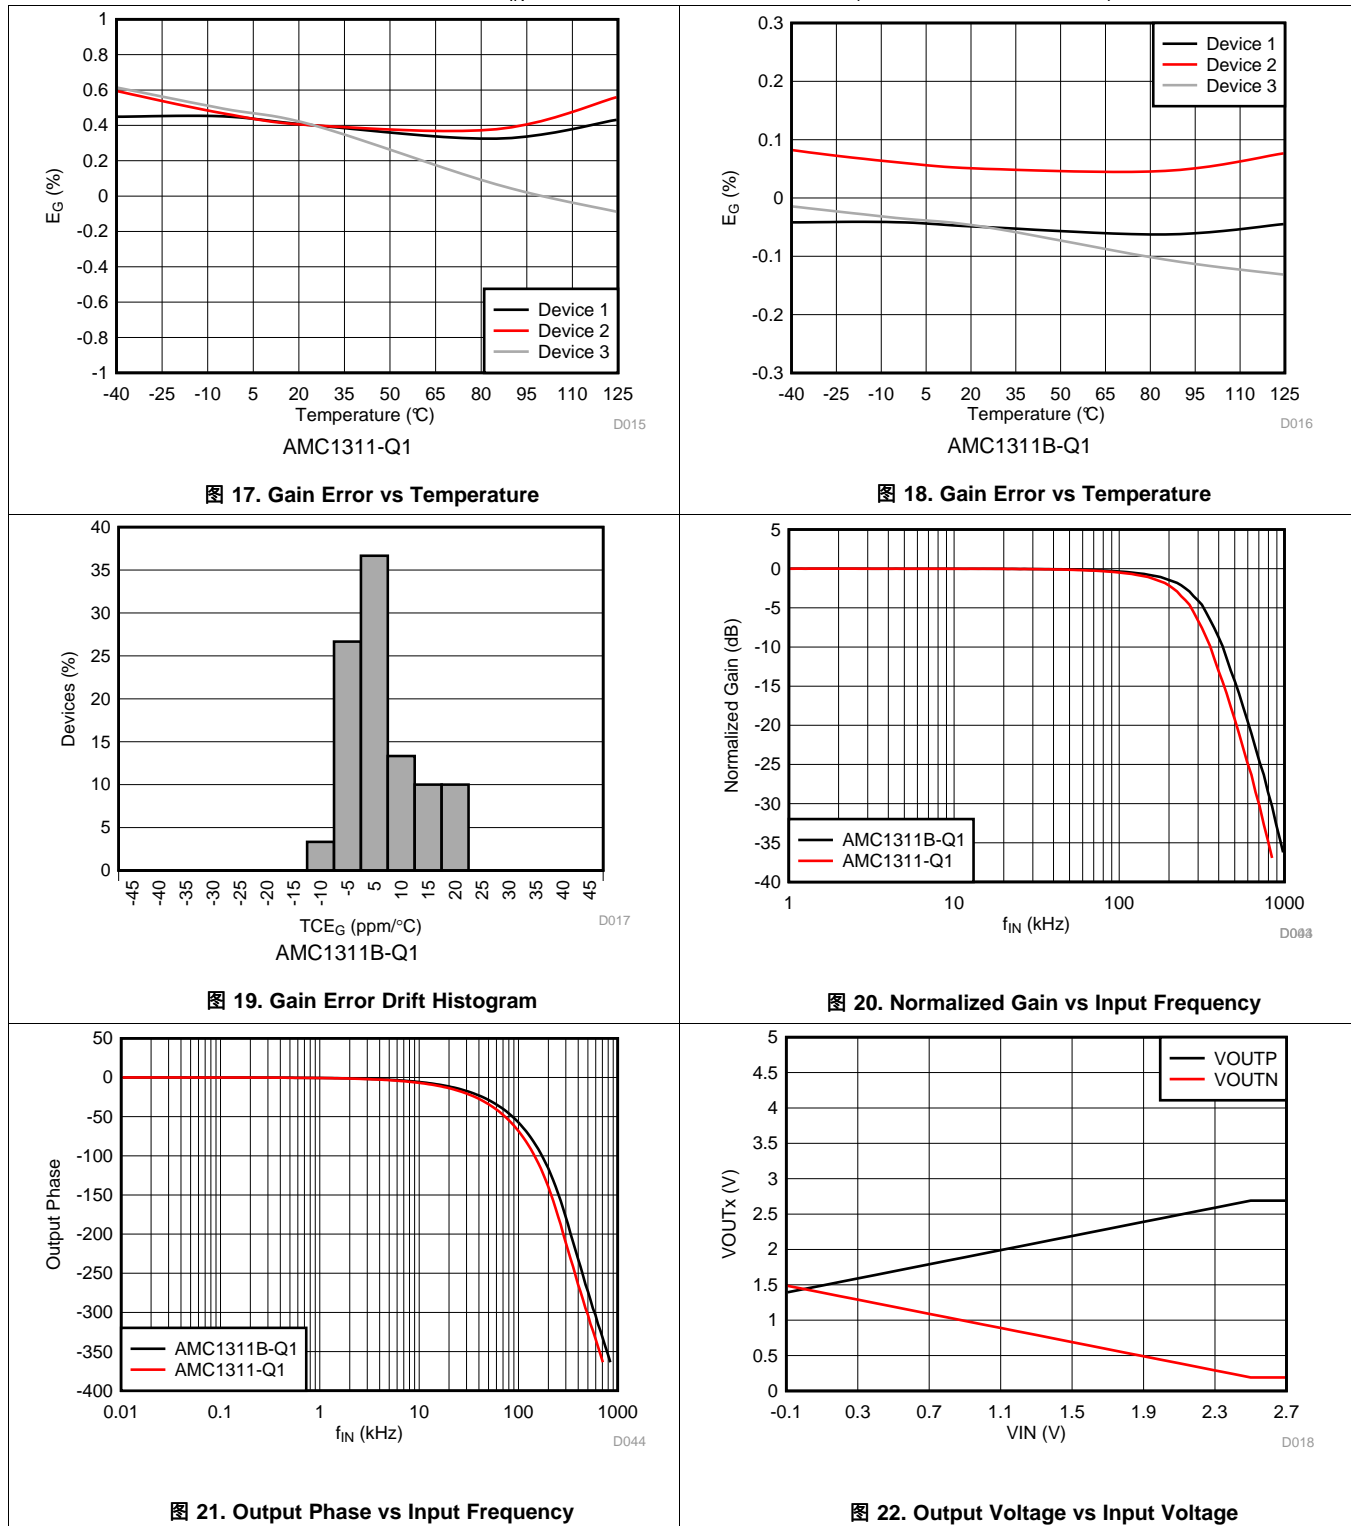 1
0.8
0.6
0.4
0.2
0
-0.2
-0.4
-0.6
-0.8
-1
E_G (%)
Device 1
Device 2
Device 3
-40 -25 -10 5 20 35 50 65 80 95 110 125
Temperature (°C)
D015
AMC1311-Q1
图 17. Gain Error vs Temperature
0.3
0.2
0.1
0
-0.1
-0.2
-0.3
E_G (%)
Device 1
Device 2
Device 3
-40 -25 -10 5 20 35 50 65 80 95 110 125
Temperature (°C)
D016
AMC1311B-Q1
图 18. Gain Error vs Temperature
40
35
30
25
20
15
10
5
0
Devices (%)
-45 -40 -35 -30 -25 -20 -15 -10 -5 5 10 15 20 25 30 35 40 45
TCE_G (ppm/°C)
D017
AMC1311B-Q1
图 19. Gain Error Drift Histogram
5
0
-5
-10
-15
-20
-25
-30
-35
-40
Normalized Gain (dB)
AMC1311B-Q1
AMC1311-Q1
1 10 100 1000
f_IN (kHz)
图 20. Normalized Gain vs Input Frequency
50
0
-50
-100
-150
-200
-250
-300
-350
-400
Output Phase
AMC1311B-Q1
AMC1311-Q1
0.01 0.1 1 10 100 1000
f_IN (kHz)
D044
图 21. Output Phase vs Input Frequency
5
4.5
4
3.5
3
2.5
2
1.5
1
0.5
0
VOUTx (V)
VOUTP
VOUTN
-0.1 0.3 0.7 1.1 1.5 1.9 2.3 2.7
VIN (V)
D018
图 22. Output Voltage vs Input Voltage